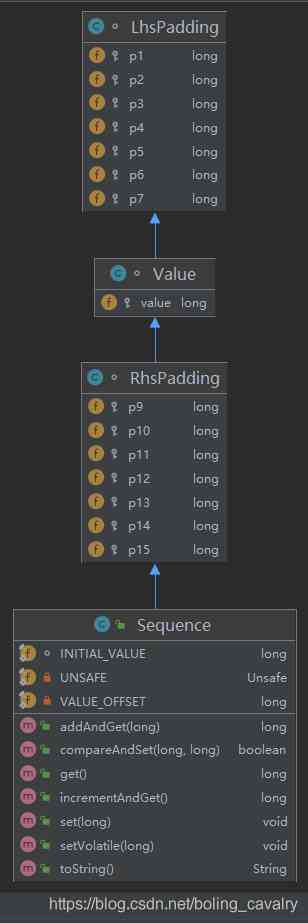 LhsPadding
p1 long
p2 long
p3 long
p4 long
p5 long
p6 long
p7 long
Value
value long
RhsPadding
p9 long
p10 long
p11 long
p12 long
p13 long
p14 long
p15 long
Sequence
INITIAL_VALUE long
UNSAFE Unsafe
VALUE_OFFSET long
addAndGet(long) long
compareAndSet(long, long) boolean
get() long
incrementAndGet() long
set(long) void
setVolatile(long) void
toString() String
https://blog.csdn.net/boling_cavalry